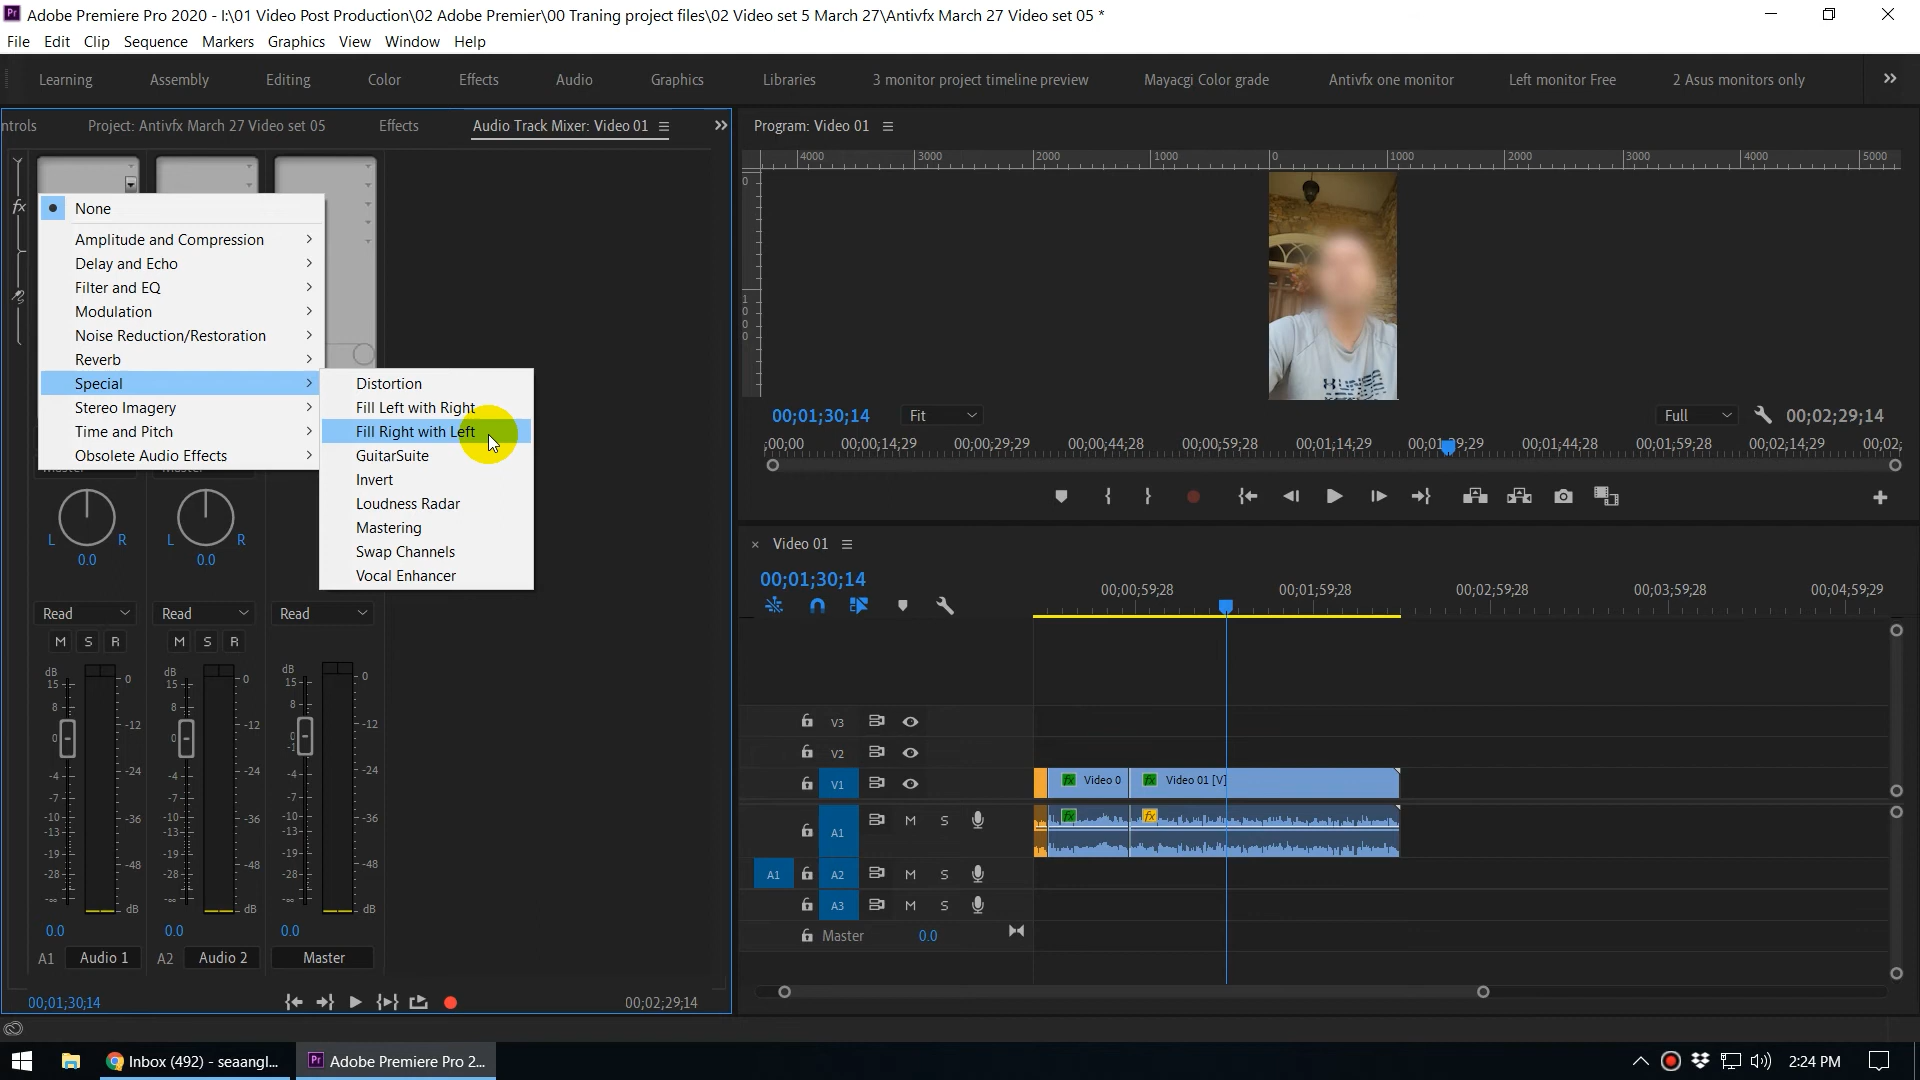 Adobe Premiere Pro 2020 - I:\01 Video Post Production\02 Adobe Premier\00 Traning project files\02 Video set 5 March 27\Antivfx March 27 Video set 05 *
File Edit Clip Sequence Markers Graphics View Window Help
Learning Assembly Editing Color Effects Audio Graphics Libraries 3 monitor project timeline preview Mayacgi Color grade Antivfx one monitor Left monitor Free 2 Asus monitors only
ntrols Project: Antivfx March 27 Video set 05 Effects Audio Track Mixer: Video 01
None
Amplitude and Compression
Delay and Echo
Filter and EQ
Modulation
Noise Reduction/Restoration
Reverb
Special
Stereo Imagery
Time and Pitch
Obsolete Audio Effects
Distortion
Fill Left with Right
Fill Right with Left
GuitarSuite
Invert
Loudness Radar
Mastering
Swap Channels
Vocal Enhancer
L R L R
0.0 0.0
Read Read Read
M S R M S R
dB dB dB
15 0 15 0 15 0
8 8 8
-12 -12 -12
0 0 0
-24 -24 -24
-4 -4 -4
-7 -7 -7
-10 -10 -10
-13 -13 -13
-19 -48 -19 -48 -19 -48
-28 -28 -28
-∞ dB -∞ dB -∞ dB
0.0 0.0 0.0
A1 Audio 1 A2 Audio 2 Master
00;01;30;14 00;02;29;14
Program: Video 01
4000 3000 2000 1000 0 1000 2000 3000 4000 5000
0
1000
00;01;30;14 Fit Full 00;02;29;14
;00;00 00;00;14;29 00;00;29;29 00;00;44;28 00;00;59;28 00;01;14;29 00;01;29;29 00;01;44;28 00;01;59;28 00;02;14;29 00;02;
Video 01
00;01;30;14
00;00;59;28 00;01;59;28 00;02;59;28 00;03;59;28 00;04;59;29
V3
V2
V1 Video 0 Video 01 [V]
A1 M S
A1 A2 M S
A3 M S
Master 0.0
Inbox (492) - seaangl... Adobe Premiere Pro 2... 2:24 PM